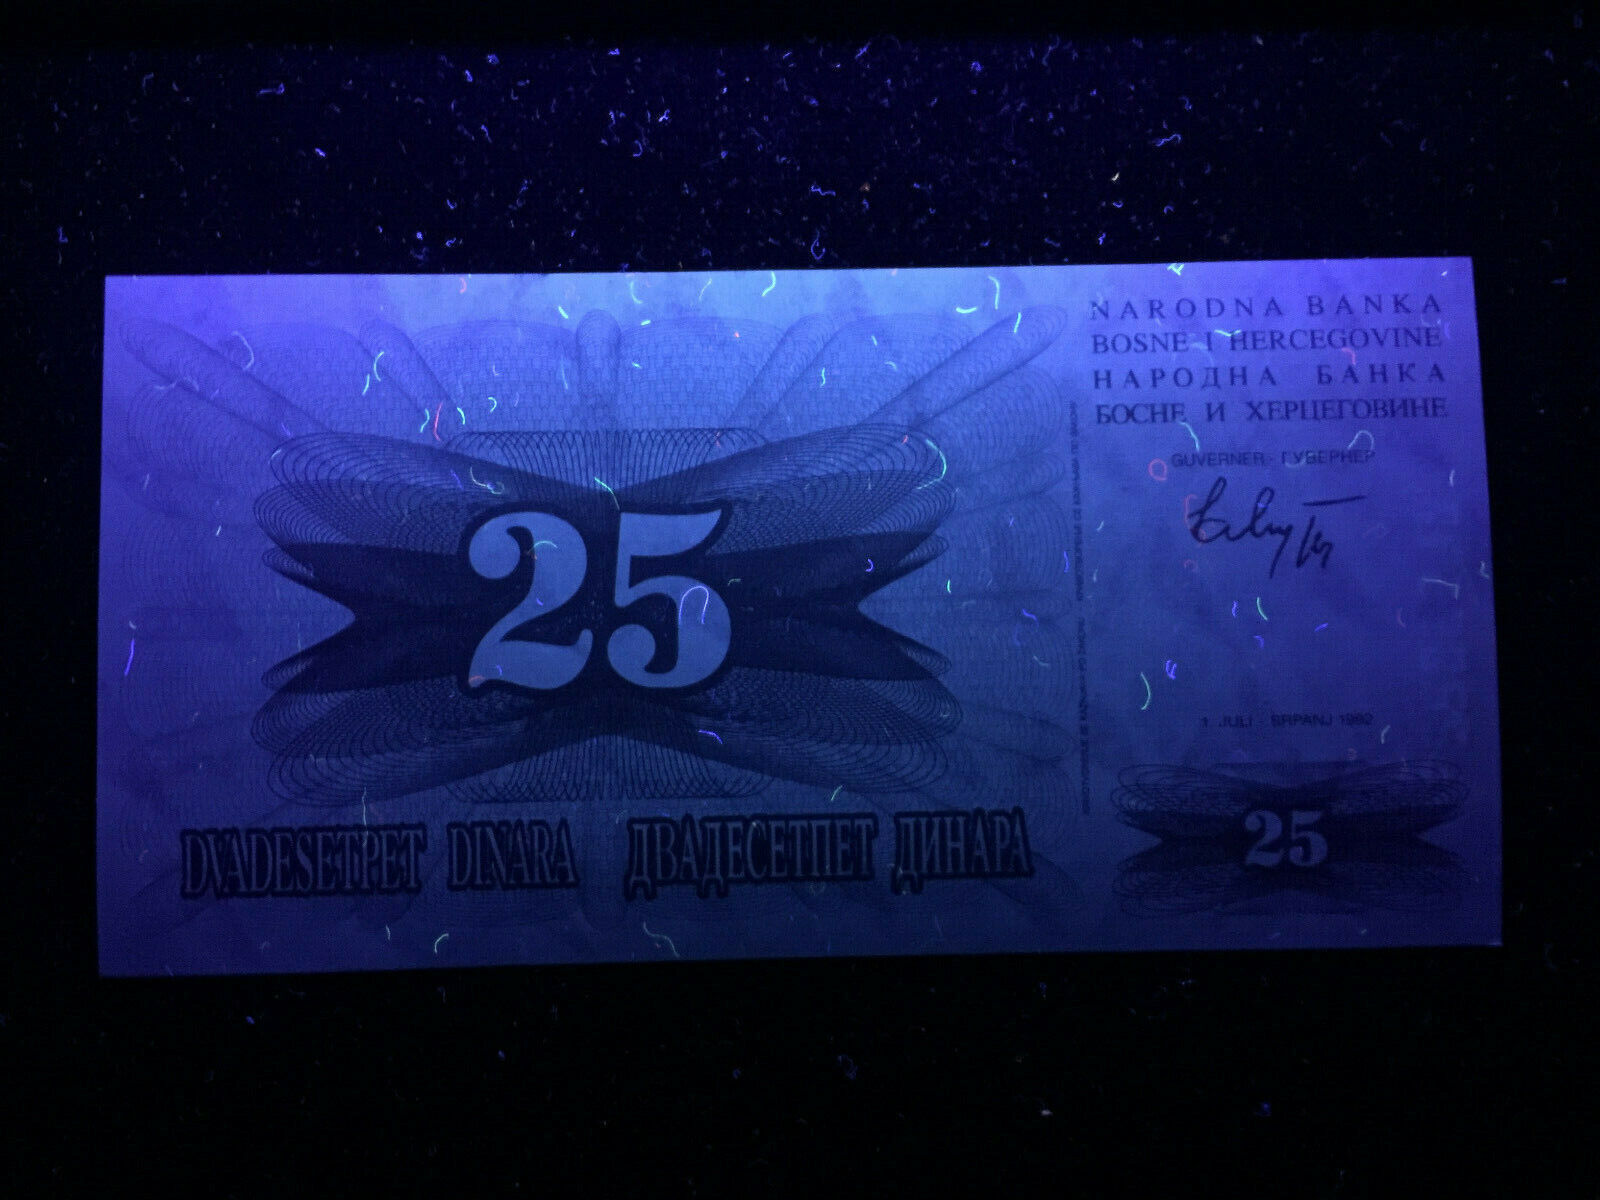 NARODNA BANKA
BOSNE I HERCEGOVINE
НАРОДНА БАНКА
БОСНЕ И ХЕРЦЕГОВИНЕ
GUVERNER - ГУВЕРНЕР
25
1. JULI - SRPANJ 1992
25
DVADESETPET DINARA ДВАДЕСЕТПЕТ ДИНАРА